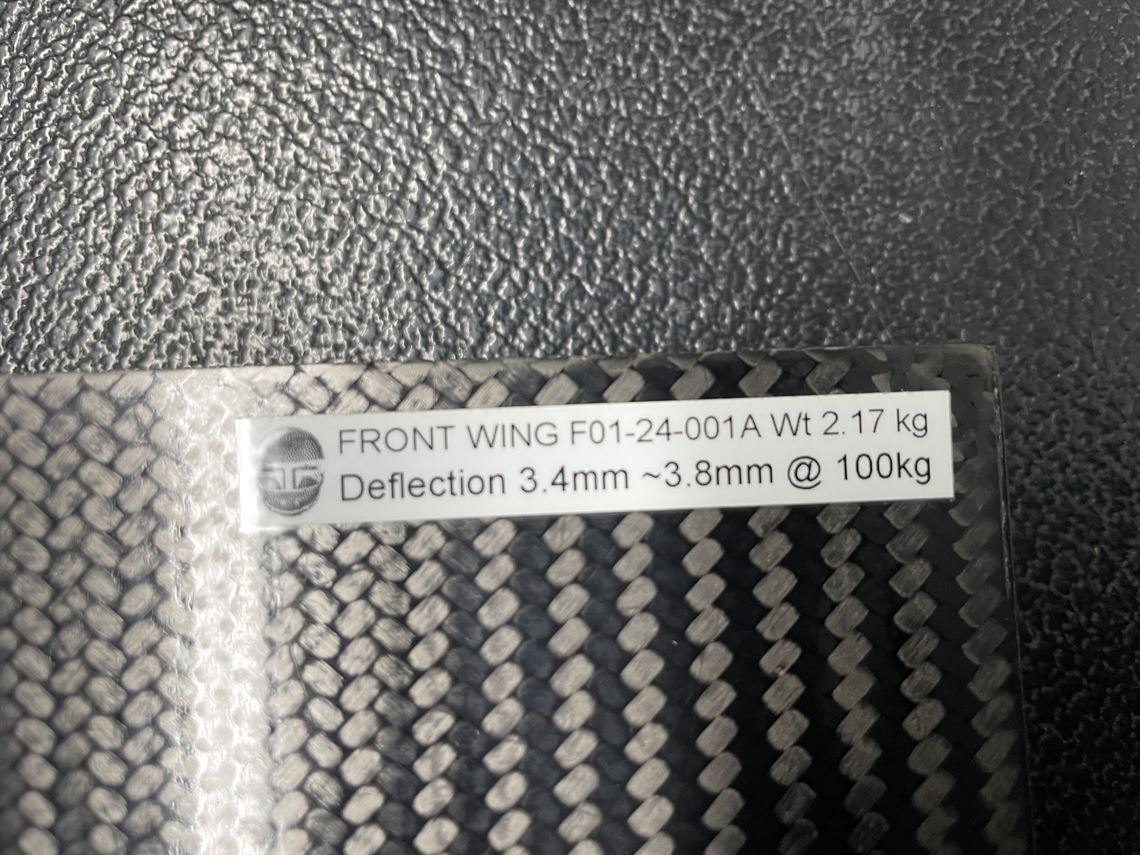 FRONT WING F01-24-001A Wt 2.17 kg
Deflection 3.4mm ~3.8mm @ 100kg